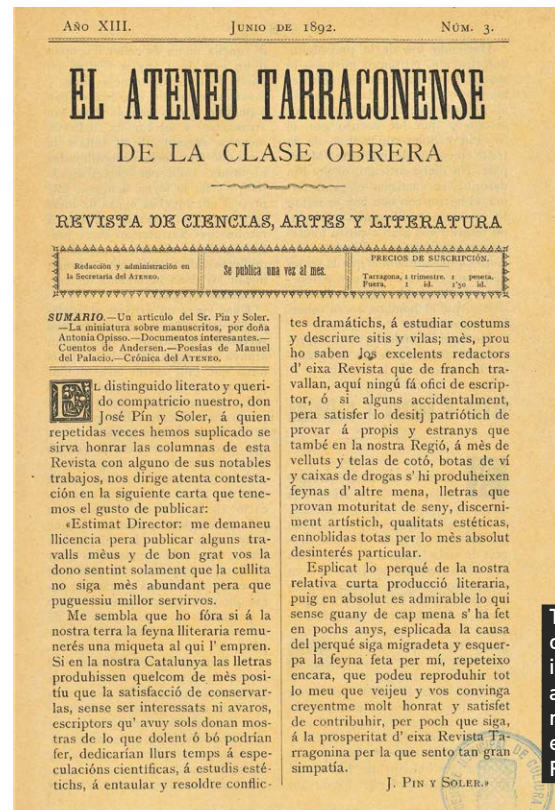 AÑO XIII.
JUNIO DE 1892.
NÚM. 3.
EL ATENEO TARRACONENSE
DE LA CLASE OBRERA
REVISTA DE CIENCIAS, ARTES Y LITERATURA
Redacción y administración en
la Secretaría del ATENEO.
Se publica una vez al mes.
PRECIOS DE SUSCRIPCIÓN.
Tarragona, 1 trimestre. 1 peseta.
Fuera, 1 id. 1'50 id.
SUMARIO.—Un articulo del Sr. Pin y Soler.
—La miniatura sobre manuscritos, por doña
Antonia Opisso.—Documentos interesantes.—
Cuentos de Andersen.—Poesías de Manuel
del Palacio.—Crónica del ATENEO.
EL distinguido literato y queri-
do compatricio nuestro, don
José Pín y Soler, á quien
repetidas veces hemos suplicado se
sirva honrar las columnas de esta
Revista con alguno de sus notables
trabajos, nos dirige atenta contesta-
ción en la siguiente carta que tene-
mos el gusto de publicar:
«Estimat Director: me demaneu
llicencia pera publicar alguns tra-
valls mèus y de bon grat vos la
dono sentint solament que la cullita
no siga mès abundant pera que
puguessiu millor servirvos.
Me sembla que ho fóra si á la
nostra terra la feyna lliteraria remu-
nerés una miqueta al qui l' empren.
Si en la nostra Catalunya las lletras
produhissen quelcom de mès posi-
tíu que la satisfacció de conservar-
las, sense ser interessats ni avaros,
escriptors qu' avuy sols donan mos-
tras de lo que dolent ó bó podrían
fer, dedicarían llurs temps á espe-
culacións cientificas, á estudis esté-
tichs, á entaular y resoldre conflic-
tes dramátichs, á estudiar costums
y descriure sitis y vilas; mès, prou
ho saben los excelents redactors
d' eixa Revista que de franch tra-
vallan, aquí ningú fá ofici de escrip-
tor, ó si alguns accidentalment,
pera satisfer lo desitj patriótich de
provar á propis y estranys que
també en la nostra Regió, á mès de
velluts y telas de cotó, botas de ví
y caixas de drogas s' hi produheixen
feynas d' altre mena, lletras que
provan moturitat de seny, discerni-
ment artístich, qualitats estéticas,
ennoblidas totas per lo mès absolut
desinterés particular.
Esplicat lo perqué de la nostra
relativa curta producció literaria,
puig en absolut es admirable lo qui
sense guany de cap mena s' ha fet
en pochs anys, esplicada la causa
del perqué siga migradeta y esquer-
pa la feyna feta per mí, repeteixo
encara, que podeu reproduhir tot
lo meu que veijeu y vos convinga
creyentme molt honrat y satisfet
de contribuhir, per poch que siga,
á la prosperitat d' eixa Revista Ta-
rragonina per la que sento tan gran
simpatía.
J. PIN Y SOLER.»